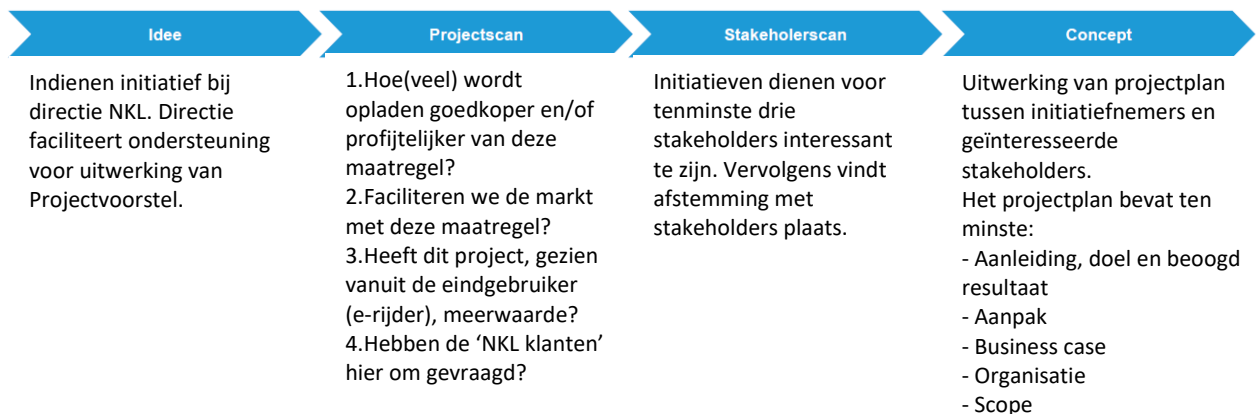 Idee
Indienen initiatief bij
directie NKL. Directie
faciliteert ondersteuning
voor uitwerking van
Projectvoorstel.
Projectscan
1.Hoe(veel) wordt
opladen goedkoper en/of
profijtelijker van deze
maatregel?
2.Faciliteren we de markt
met deze maatregel?
3.Heeft dit project, gezien
vanuit de eindgebruiker
(e-rijder), meerwaarde?
4.Hebben de ‘NKL klanten’
hier om gevraagd?
Stakeholerscan
Initiatieven dienen voor
tenminste drie
stakeholders interessant
te zijn. Vervolgens vindt
afstemming met
stakeholders plaats.
Concept
Uitwerking van projectplan
tussen initiatiefnemers en
geïnteresseerde
stakeholders.
Het projectplan bevat ten
minste:
- Aanleiding, doel en beoogd
resultaat
- Aanpak
- Business case
- Organisatie
- Scope